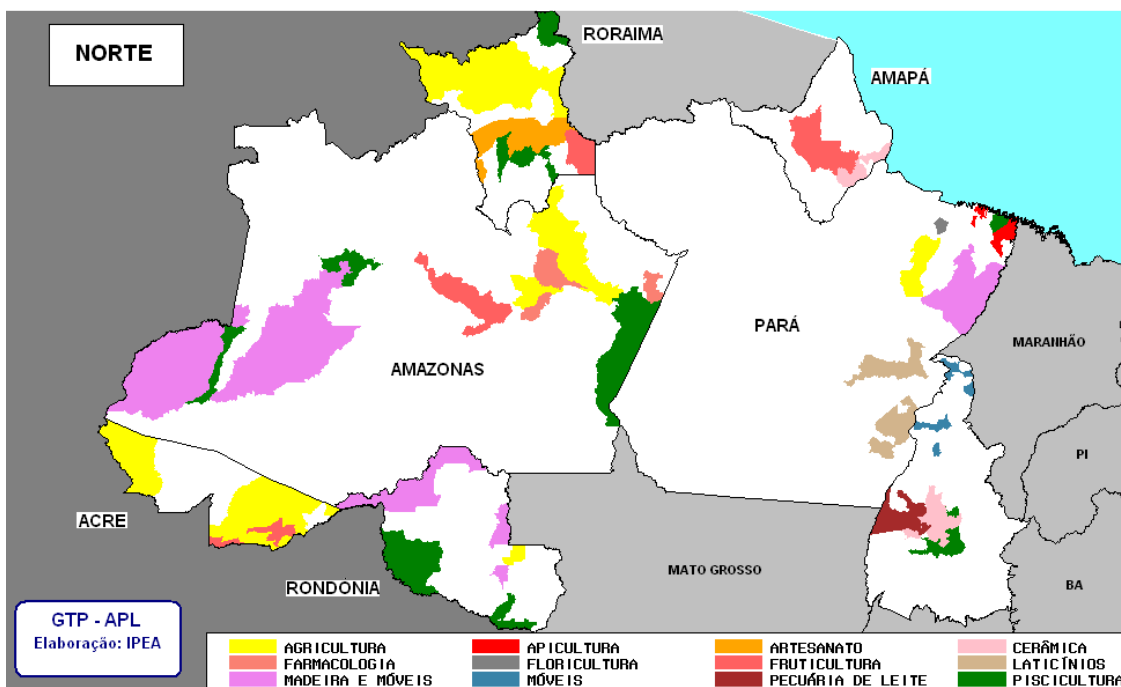 NORTE
RORAIMA
AMAPÁ
PARÁ
MARANHÃO
AMAZONAS
PI
ACRE
RONDÔNIA
MATO GROSSO
BA
GTP - APL
Elaboração: IPEA
AGRICULTURA
APICULTURA
ARTESANATO
CERÂMICA
FARMACOLOGIA
FLORICULTURA
FRUTICULTURA
LATICÍNIOS
MADEIRA E MÓVEIS
MÓVEIS
PECUÁRIA DE LEITE
PISCICULTURA